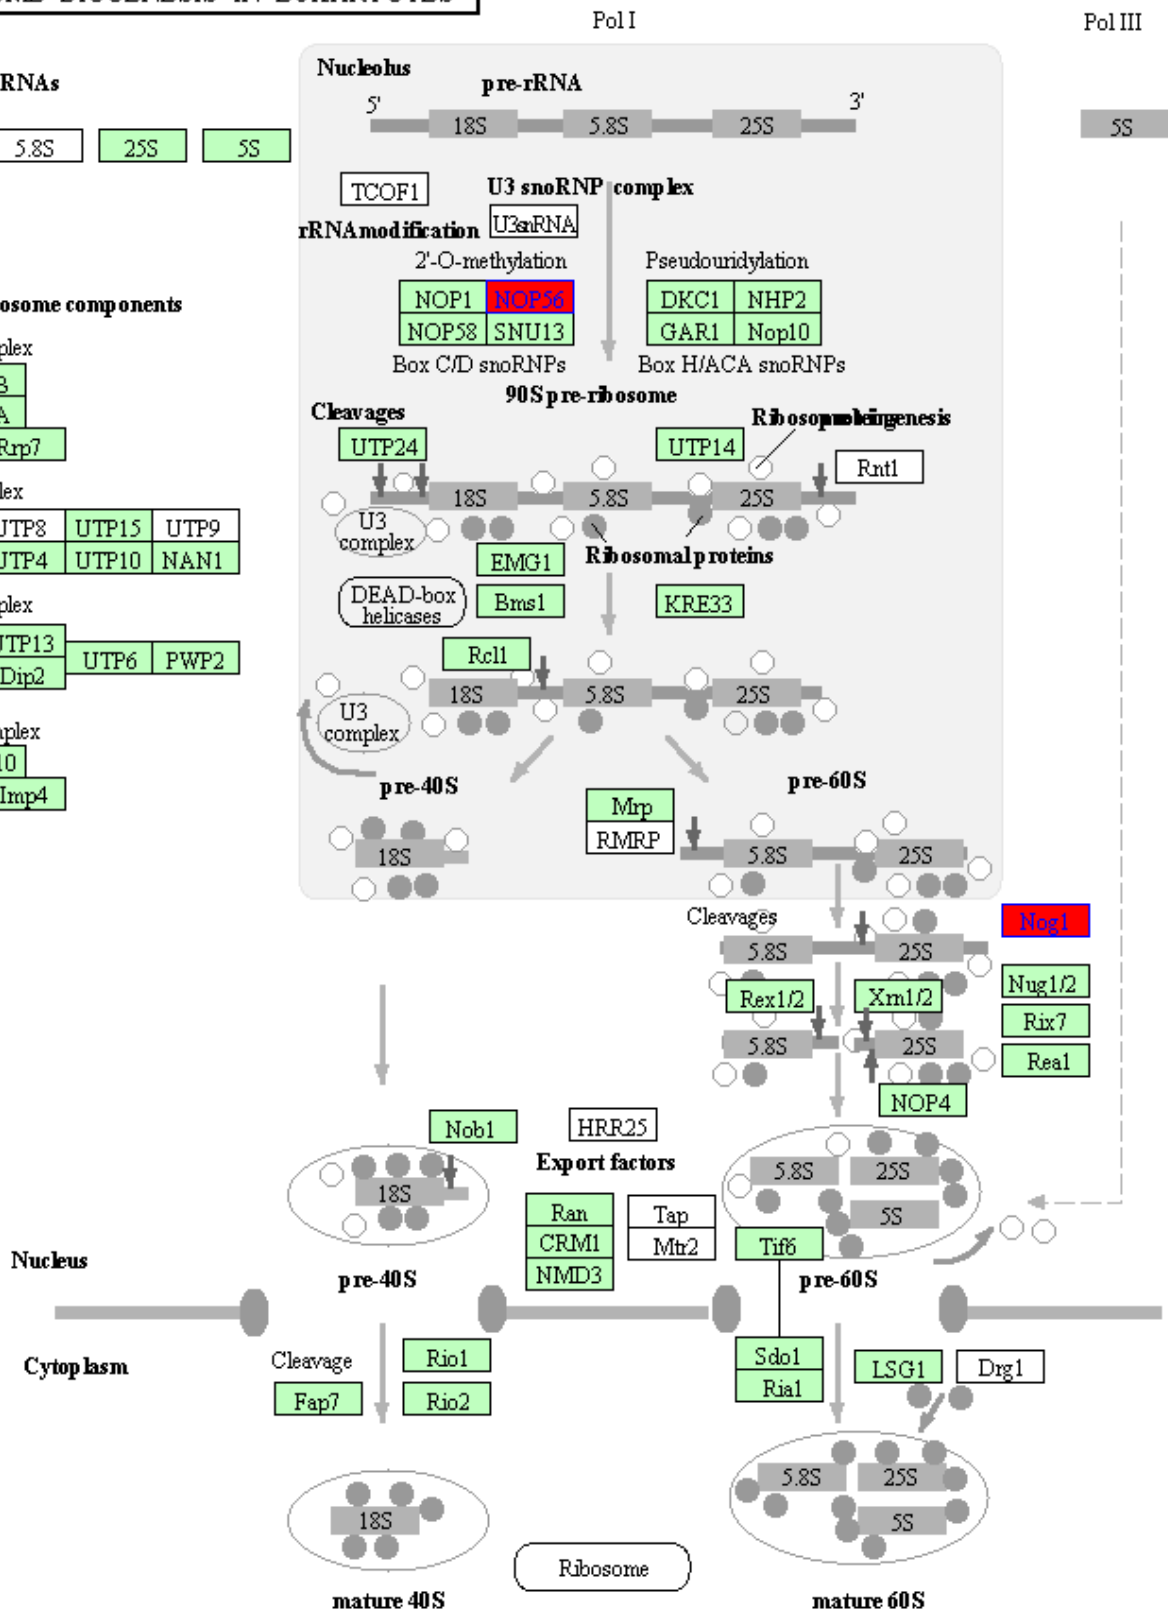 BIOGENESIS IN EUKARYOTES
Pol I
Pol III
RNAs
5.8S
25S
5S
Nucleolus
pre-rRNA
5'
3'
18S
5.8S
25S
5S
TCOF1
U3 snoRNP complex
U3snRNA
rRNA modification
2'-O-methylation
Pseudouridylation
NOP1
NOP56
DKC1
NHP2
NOP58
SNU13
GAR1
Nop10
Box C/D snoRNPs
Box H/ACA snoRNPs
90S pre-ribosome
osome components
plex
B
A
Rrp7
lex
UTP8
UTP15
UTP9
UTP4
UTP10
NAN1
plex
UTP13
UTP6
PWP2
Dip2
nplex
10
Imp4
Cleavages
UTP24
UTP14
Rnt1
18S
5.8S
25S
U3
complex
Ribosomal proteins
EMG1
DEAD-box
helicases
Bms1
KRE33
Rcl1
18S
5.8S
25S
U3
complex
pre-40S
pre-60S
Mrp
RMRP
18S
5.8S
25S
Cleavages
Nog1
5.8S
25S
Rex1/2
Xrn1/2
Nug1/2
Rix7
5.8S
25S
Rea1
NOP4
Nob1
HRR25
Export factors
18S
5.8S
25S
5S
Ran
Tap
CRM1
Mtr2
NMD3
Tif6
Nucleus
pre-40S
pre-60S
Cytoplasm
Cleavage
Rio1
Fap7
Rio2
Sdo1
Ria1
LSG1
Drg1
18S
5.8S
25S
5S
Ribosome
mature 40S
mature 60S